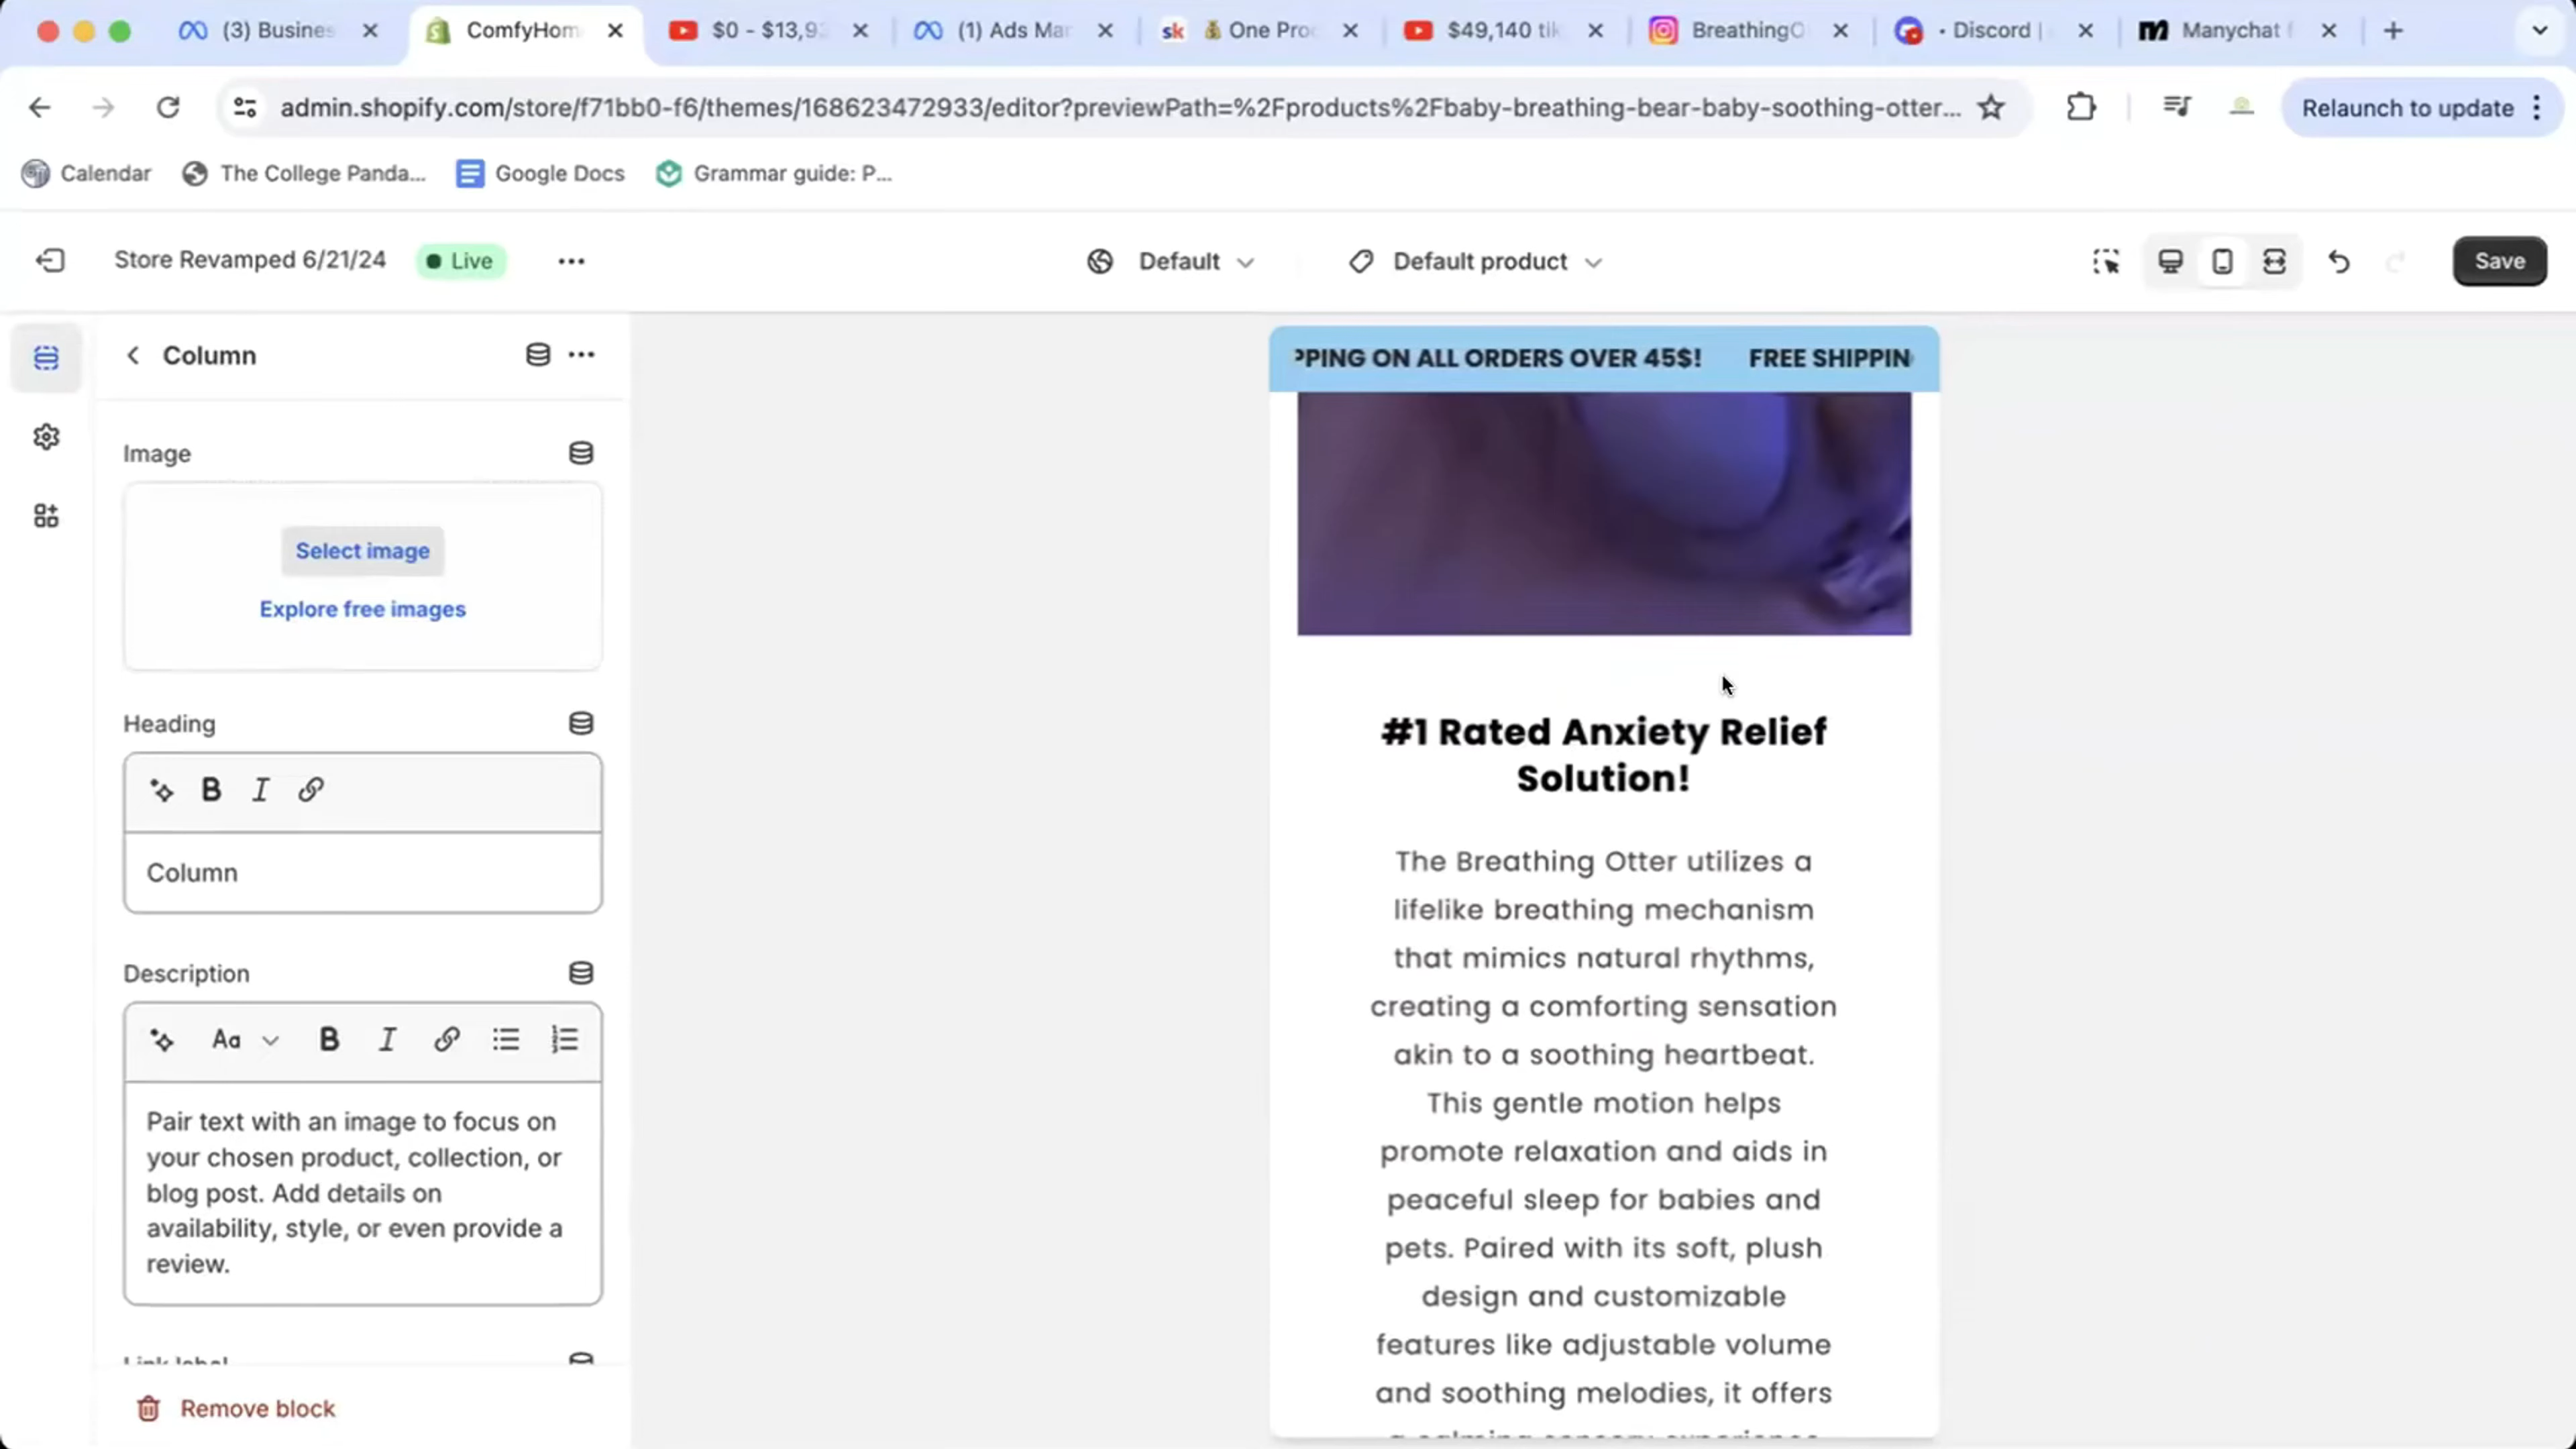 (3) Busines
ComfyHom
$0 - $13,9
(1) Ads Mar
sk
One Pro
$49,140 tik
BreathingO
• Discord |
Manychat f
admin.shopify.com/store/f71bb0-f6/themes/168623472933/editor?previewPath=%2Fproducts%2Fbaby-breathing-bear-baby-soothing-otter...
Relaunch to update
Calendar
The College Panda...
Google Docs
Grammar guide: P...
Store Revamped 6/21/24
Live
Default
Default product
Save
Column
Image
Select image
Explore free images
Heading
B I
Column
Description
Aa
B I
Pair text with an image to focus on
your chosen product, collection, or
blog post. Add details on
availability, style, or even provide a
review.
Link label
Remove block
PPING ON ALL ORDERS OVER 45$!
FREE SHIPPIN
#1 Rated Anxiety Relief
Solution!
The Breathing Otter utilizes a
lifelike breathing mechanism
that mimics natural rhythms,
creating a comforting sensation
akin to a soothing heartbeat.
This gentle motion helps
promote relaxation and aids in
peaceful sleep for babies and
pets. Paired with its soft, plush
design and customizable
features like adjustable volume
and soothing melodies, it offers
a calming sensory experience